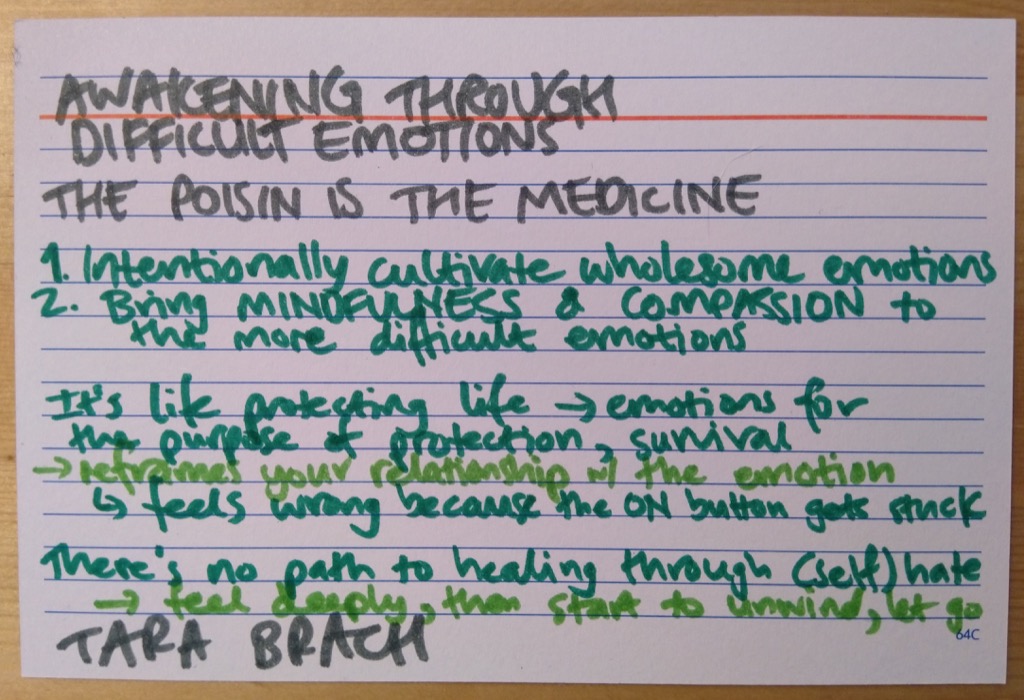 AWAKENING THROUGH
DIFFICULT EMOTIONS
THE POISIN IS THE MEDICINE
1. Intentionally cultivate wholesome emotions
2. Bring MINDFULNESS & COMPASSION to
the more difficult emotions
It's life protecting life → emotions for
the purpose of protection, survival
→ reframes your relationship w/ the emotion
↳ feels wrong because the ON button gets stuck
There's no path to healing through (self) hate
→ feel deeply, then start to unwind, let go
TARA BRACH
64C